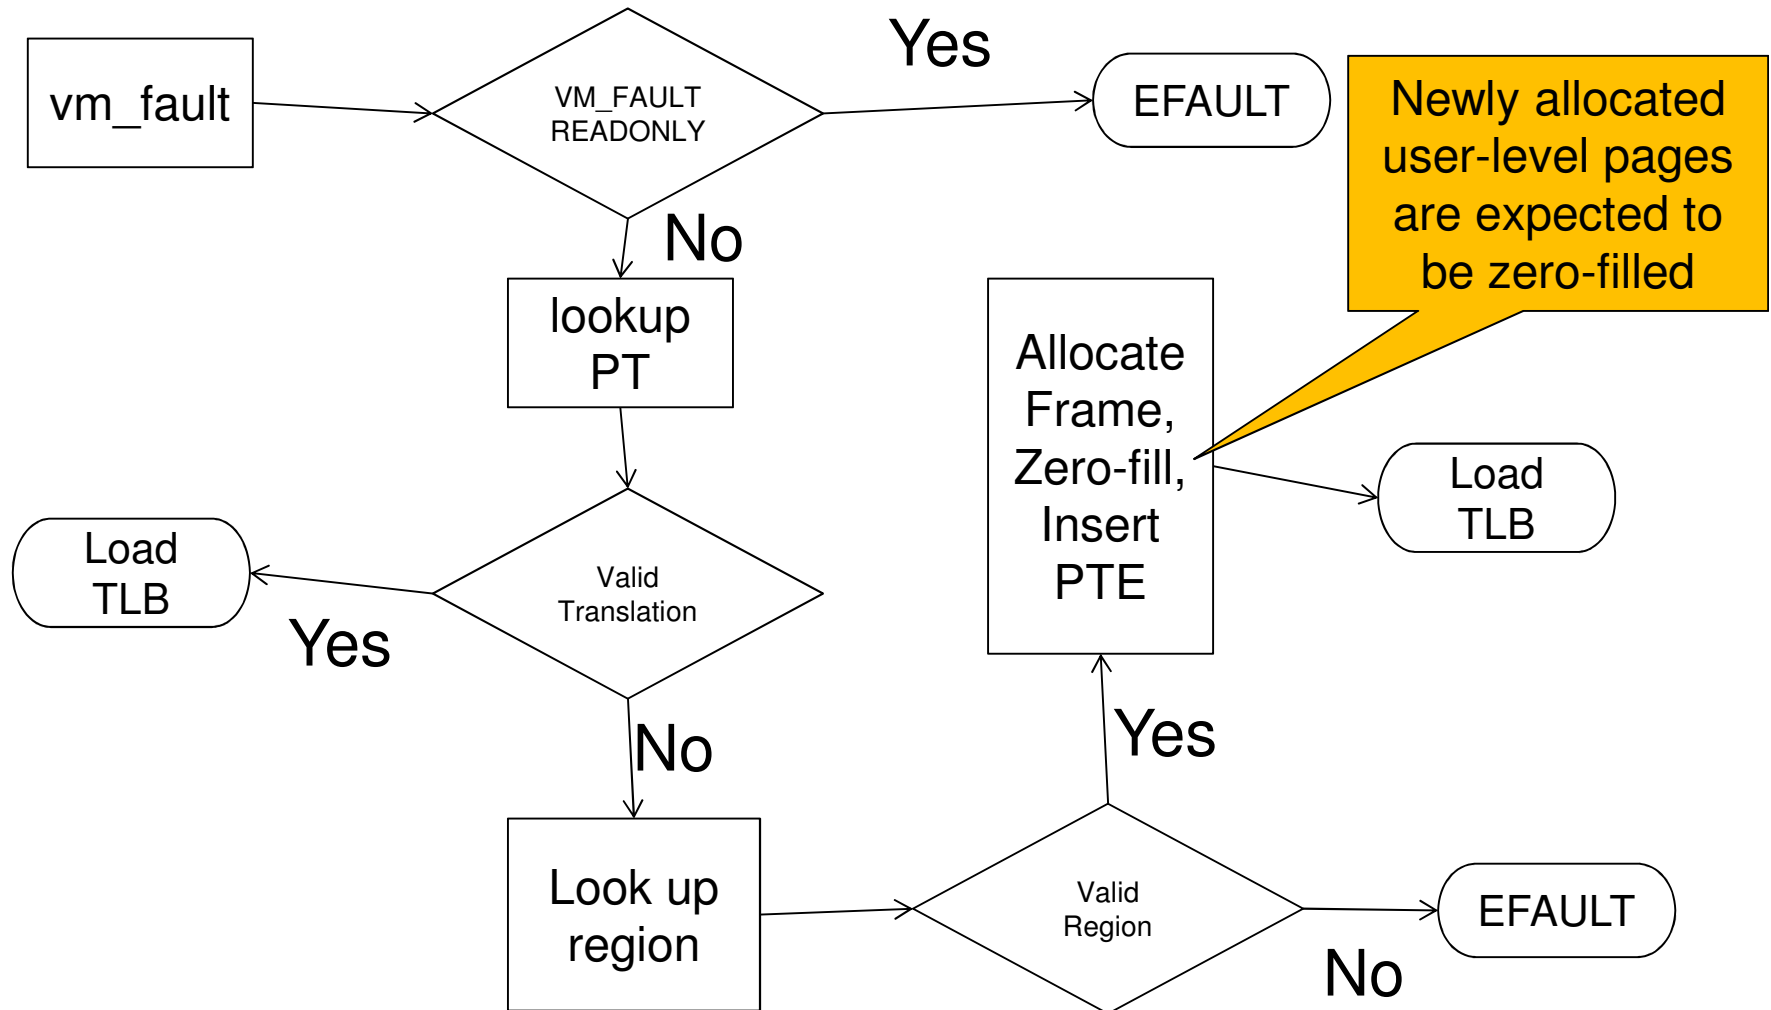 vm_fault
VM_FAULT
READONLY
Yes
EFAULT
Newly allocated
user-level pages
are expected to
be zero-filled
No
lookup
PT
Allocate
Frame,
Zero-fill,
Insert
PTE
Load
TLB
Load
TLB
Valid
Translation
Yes
No
Yes
Look up
region
Valid
Region
EFAULT
No